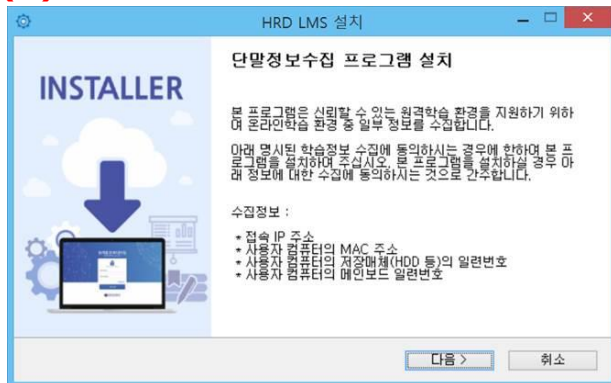 HRD LMS 설치
INSTALLER
단말정보수집 프로그램 설치
본 프로그램은 신뢰할 수 있는 원격학습 환경을 지원하기 위하
여 온라인학습 환경 중 일부 정보를 수집합니다.
아래 명시된 학습정보 수집에 동의하시는 경우에 한하여 본 프
로그램을 설치하여 주십시오. 본 프로그램을 설치하실 경우 아
래 정보에 대한 수집에 동의하시는 것으로 간주합니다.
수집정보 :
* 접속 IP 주소
* 사용자 컴퓨터의 MAC 주소
* 사용자 컴퓨터의 저장매체(HDD 등)의 일련번호
* 사용자 컴퓨터의 메인보드 일련번호
다음 >
취소